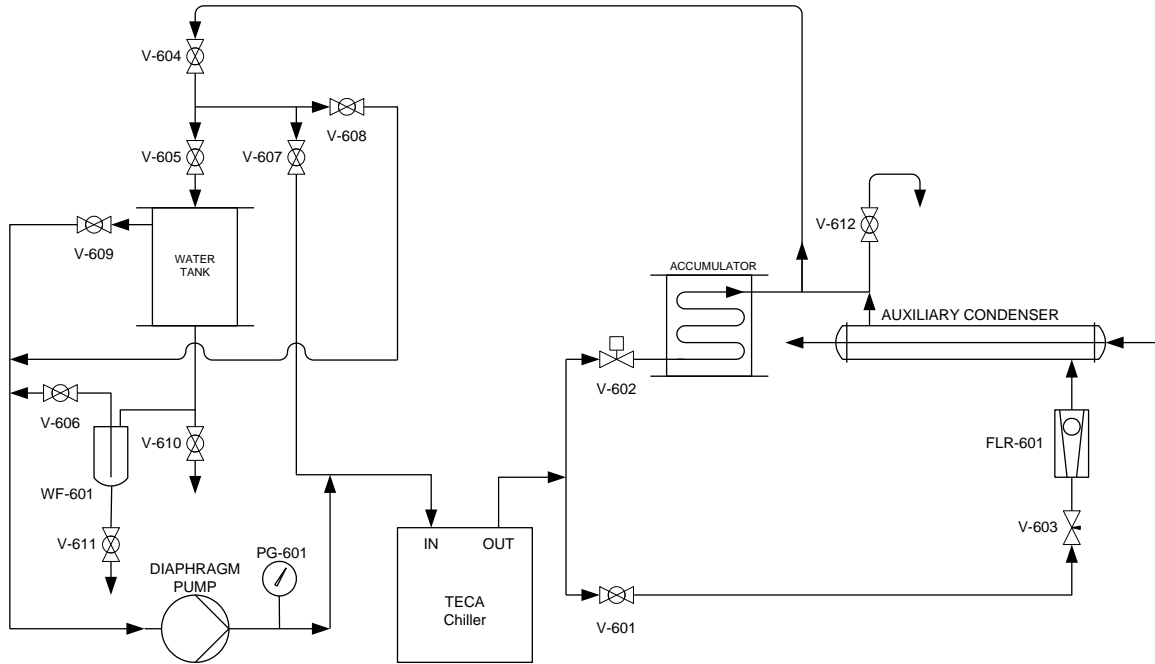 V-604
V-608
V-605
V-607
V-612
V-609
WATER
TANK
ACCUMULATOR
AUXILIARY CONDENSER
V-602
V-606
V-610
FLR-601
WF-601
V-603
IN
OUT
V-611
PG-601
DIAPHRAGM
PUMP
TECA
Chiller
V-601